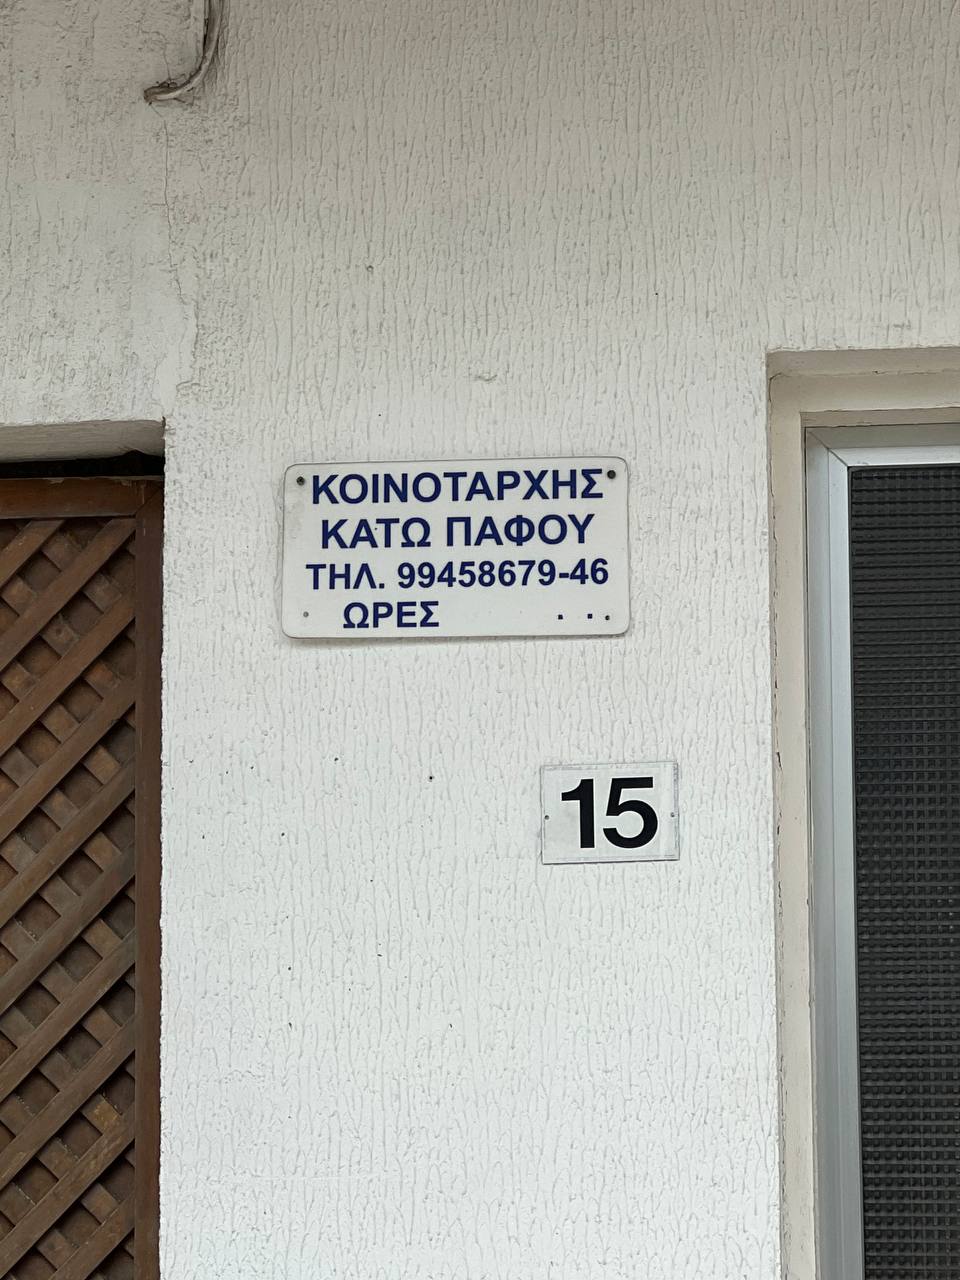 ΚΟΙΝΟΤΑΡΧΗΣ
ΚΑΤΩ ΠΑΦΟΥ
ΤΗΛ. 99458679-46
ΩΡΕΣ . . .
15